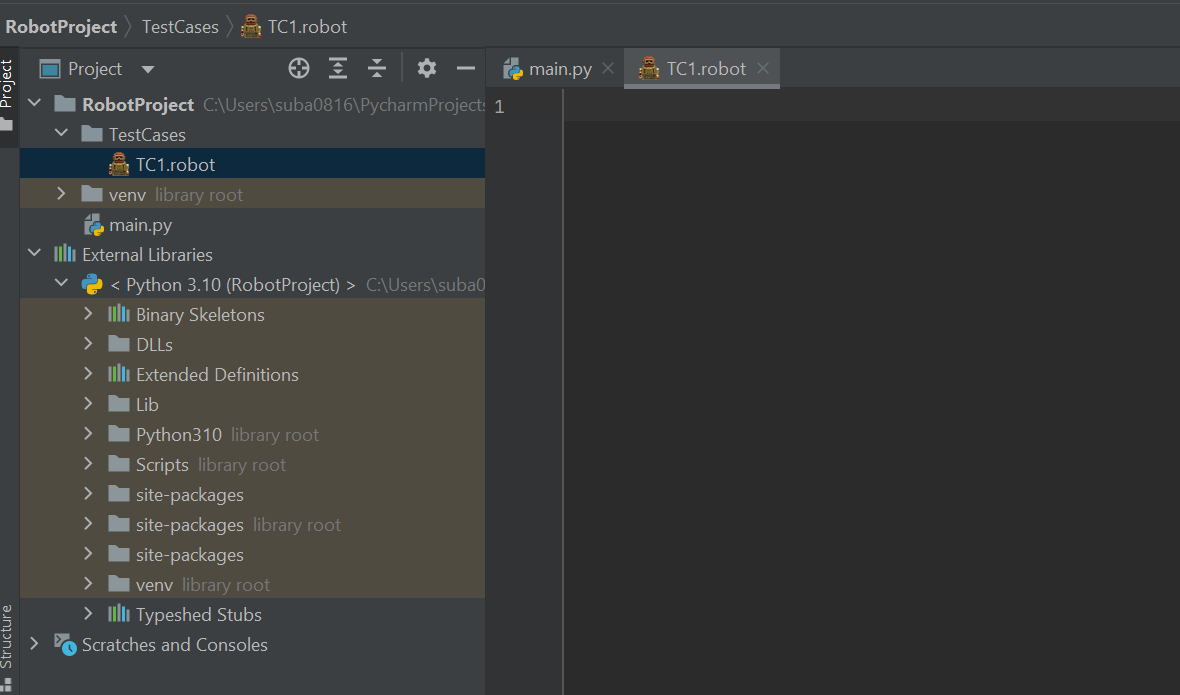 RobotProject TestCases TC1.robot
Project
Project
main.py
TC1.robot
RobotProject C:\Users\suba0816\PycharmProjects
1
TestCases
TC1.robot
venv library root
main.py
External Libraries
< Python 3.10 (RobotProject) > C:\Users\suba0
Binary Skeletons
DLLs
Extended Definitions
Lib
Python310 library root
Scripts library root
site-packages
site-packages library root
site-packages
venv library root
Typeshed Stubs
Scratches and Consoles
Structure